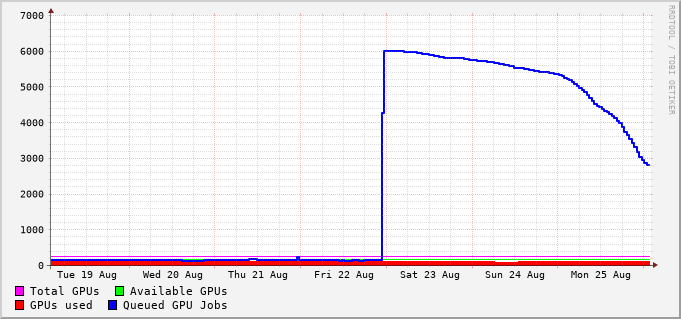 7000
6000
5000
4000
3000
2000
1000
0
Tue 19 Aug Wed 20 Aug Thu 21 Aug Fri 22 Aug Sat 23 Aug Sun 24 Aug Mon 25 Aug
Total GPUs Available GPUs
GPUs used Queued GPU Jobs
RRDTOOL / TOBI OETIKER